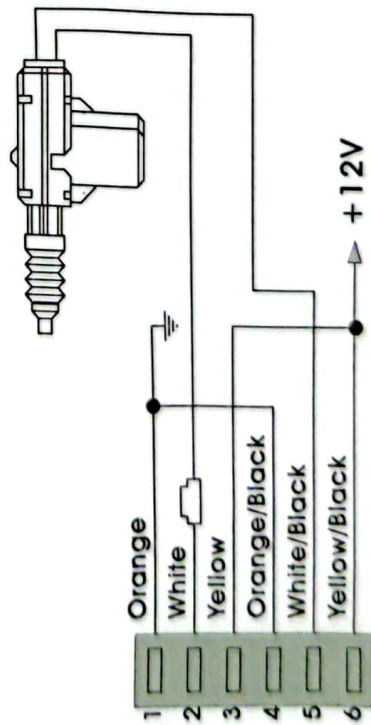 1 Orange
2 White
3 Yellow
4 Orange/Black
5 White/Black
6 Yellow/Black
+12V